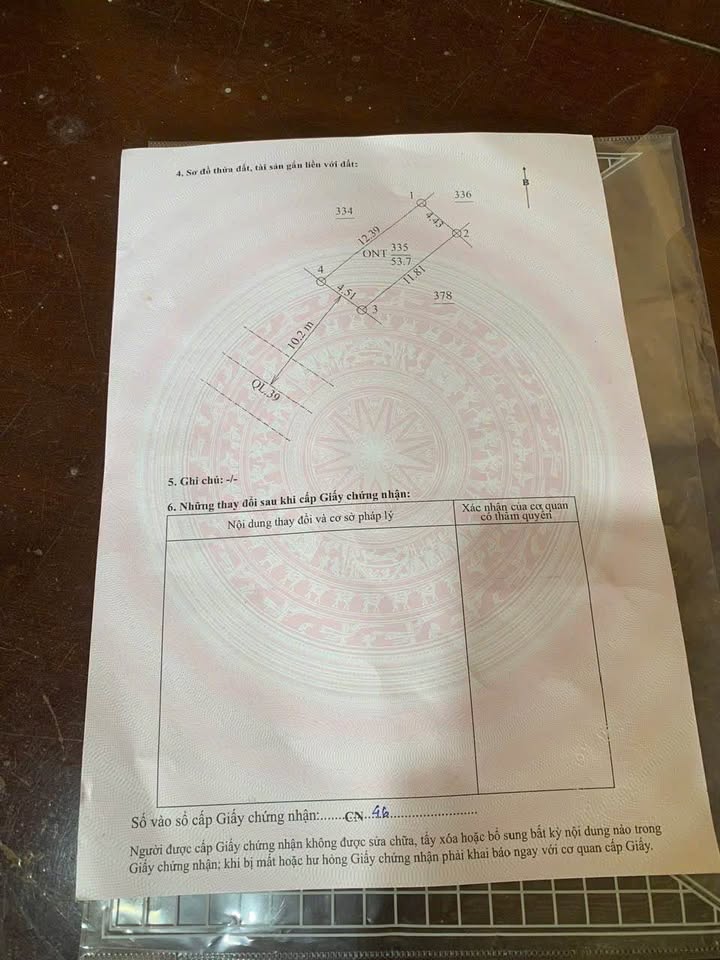 4. Sơ đồ thửa đất, tài sản gắn liền với đất:
B
1
336
334
4.43
2
12.39
ONT 335
53.7
11.81
4
4.51
3
378
10.2 m
QL.39
5. Ghi chú: -/-
6. Những thay đổi sau khi cấp Giấy chứng nhận:
Nội dung thay đổi và cơ sở pháp lý
Xác nhận của cơ quan
có thẩm quyền
Số vào sổ cấp Giấy chứng nhận:......CN..46......................
Người được cấp Giấy chứng nhận không được sửa chữa, tẩy xóa hoặc bổ sung bất kỳ nội dung nào trong
Giấy chứng nhận; khi bị mất hoặc hư hỏng Giấy chứng nhận phải khai báo ngay với cơ quan cấp Giấy.